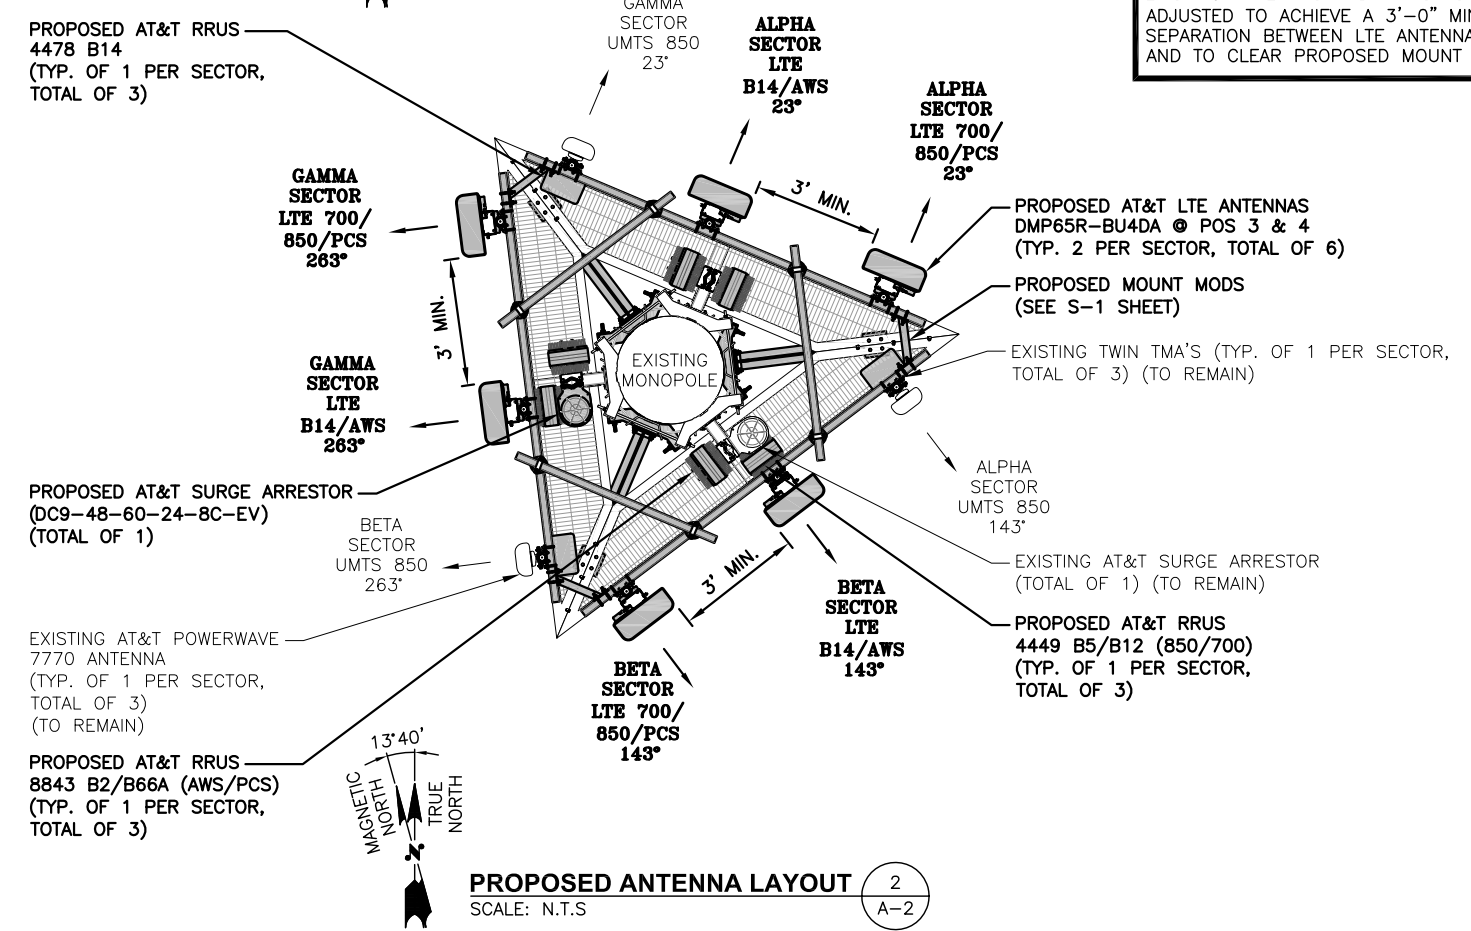 PROPOSED AT&T RRUS
4478 B14
(TYP. OF 1 PER SECTOR,
TOTAL OF 3)
GAMMA
SECTOR
UMTS 850
23°
ALPHA
SECTOR
LTE
B14/AWS
23°
ALPHA
SECTOR
LTE 700/
850/PCS
23°
ADJUSTED TO ACHIEVE A 3'-0" MIN
SEPARATION BETWEEN LTE ANTENNA
AND TO CLEAR PROPOSED MOUNT
GAMMA
SECTOR
LTE 700/
850/PCS
263°
3' MIN.
PROPOSED AT&T LTE ANTENNAS
DMP65R-BU4DA @ POS 3 & 4
(TYP. 2 PER SECTOR, TOTAL OF 6)
PROPOSED MOUNT MODS
(SEE S-1 SHEET)
EXISTING TWIN TMA'S (TYP. OF 1 PER SECTOR,
TOTAL OF 3) (TO REMAIN)
3' MIN.
EXISTING
MONOPOLE
GAMMA
SECTOR
LTE
B14/AWS
263°
ALPHA
SECTOR
UMTS 850
143°
PROPOSED AT&T SURGE ARRESTOR
(DC9-48-60-24-8C-EV)
(TOTAL OF 1)
BETA
SECTOR
UMTS 850
263°
3' MIN.
EXISTING AT&T SURGE ARRESTOR
(TOTAL OF 1) (TO REMAIN)
BETA
SECTOR
LTE
B14/AWS
143°
PROPOSED AT&T RRUS
4449 B5/B12 (850/700)
(TYP. OF 1 PER SECTOR,
TOTAL OF 3)
EXISTING AT&T POWERWAVE
7770 ANTENNA
(TYP. OF 1 PER SECTOR,
TOTAL OF 3)
(TO REMAIN)
BETA
SECTOR
LTE 700/
850/PCS
143°
PROPOSED AT&T RRUS
8843 B2/B66A (AWS/PCS)
(TYP. OF 1 PER SECTOR,
TOTAL OF 3)
13°40'
MAGNETIC
NORTH
TRUE
NORTH
N
PROPOSED ANTENNA LAYOUT
SCALE: N.T.S
2
A-2